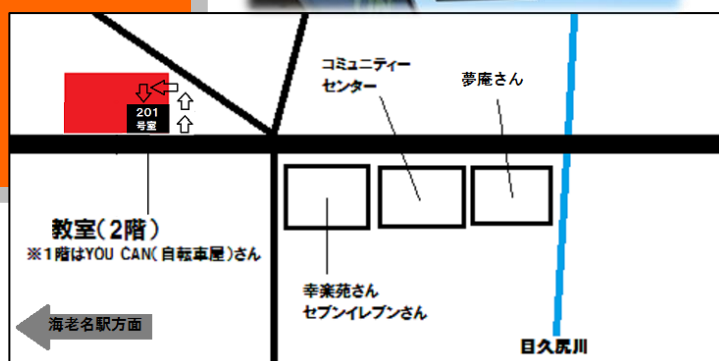 コミュニティー
センター
夢庵さん
201
号室
教室(2階)
※1階はYOU CAN(自転車屋)さん
幸楽苑さん
セブンイレブンさん
海老名駅方面
目久尻川